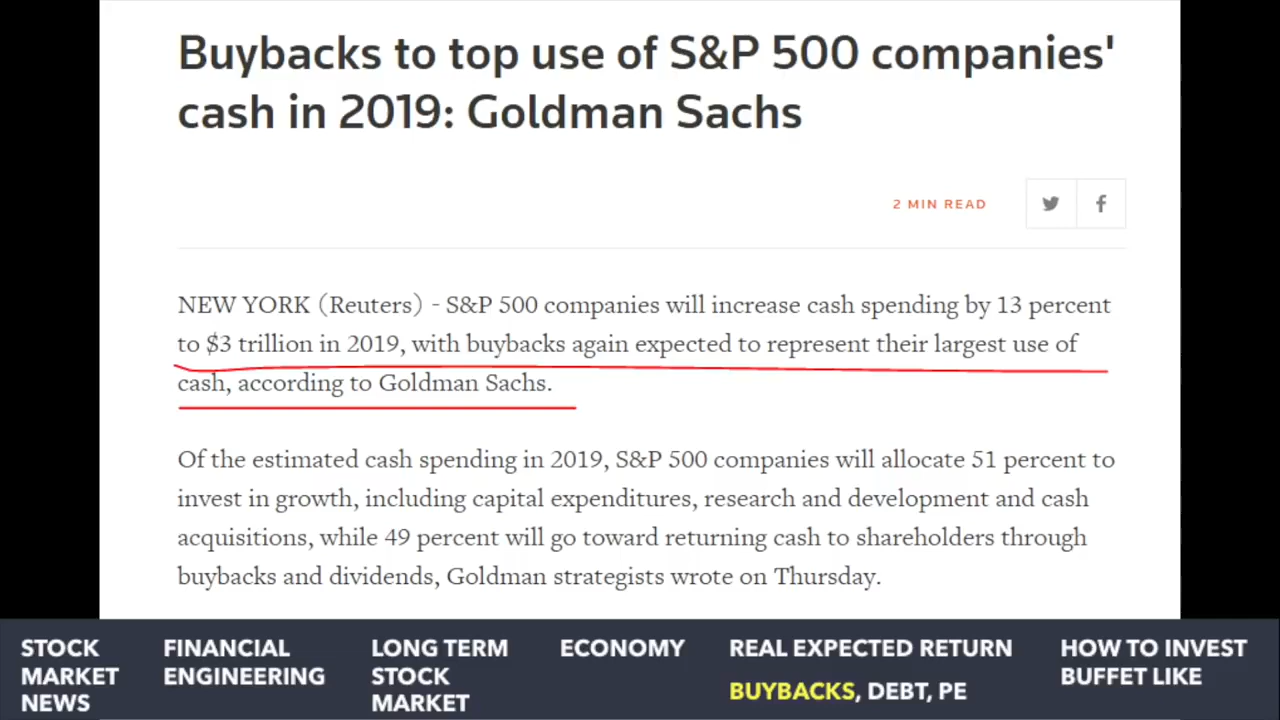 Buybacks to top use of S&P 500 companies'
cash in 2019: Goldman Sachs
2 MIN READ
NEW YORK (Reuters) - S&P 500 companies will increase cash spending by 13 percent
to $3 trillion in 2019, with buybacks again expected to represent their largest use of
cash, according to Goldman Sachs.
Of the estimated cash spending in 2019, S&P 500 companies will allocate 51 percent to
invest in growth, including capital expenditures, research and development and cash
acquisitions, while 49 percent will go toward returning cash to shareholders through
buybacks and dividends, Goldman strategists wrote on Thursday.
STOCK
MARKET
NEWS
FINANCIAL
ENGINEERING
LONG TERM
STOCK
MARKET
ECONOMY
REAL EXPECTED RETURN
BUYBACKS, DEBT, PE
HOW TO INVEST
BUFFET LIKE